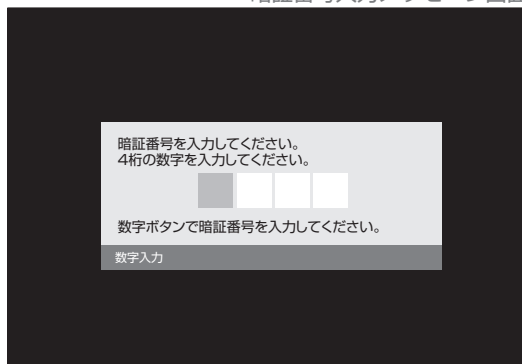 暗証番号を入力してください。
4桁の数字を入力してください。
数字ボタンで暗証番号を入力してください。
数字入力